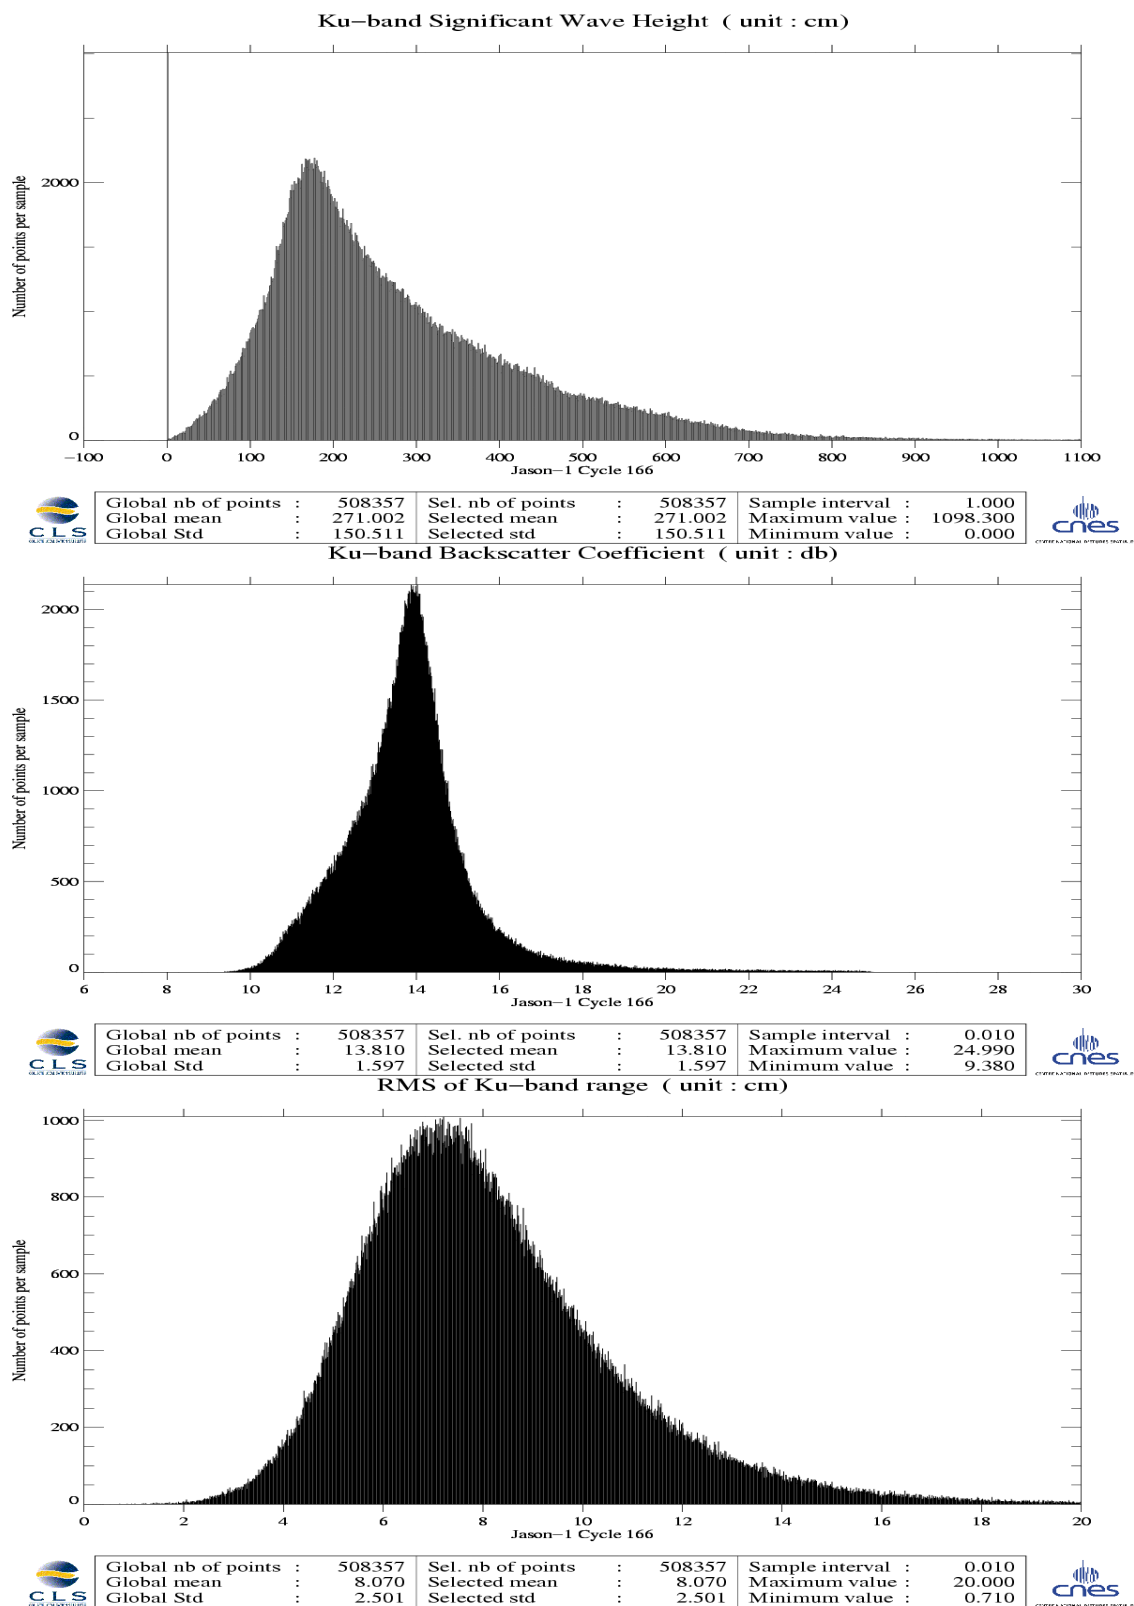 Ku-band Significant Wave Height ( unit : cm)
Number of points per sample
2000
0
-100 0 100 200 300 400 500 600 700 800 900 1000 1100
Jason-1 Cycle 166
CLS
Global nb of points : 508357 Sel. nb of points : 508357 Sample interval : 1.000
Global mean : 271.002 Selected mean : 271.002 Maximum value : 1098.300
Global Std : 150.511 Selected std : 150.511 Minimum value : 0.000
cnes
Ku-band Backscatter Coefficient ( unit : db)
Number of points per sample
2000
1500
1000
500
0
6 8 10 12 14 16 18 20 22 24 26 28 30
Jason-1 Cycle 166
CLS
Global nb of points : 508357 Sel. nb of points : 508357 Sample interval : 0.010
Global mean : 13.810 Selected mean : 13.810 Maximum value : 24.990
Global Std : 1.597 Selected std : 1.597 Minimum value : 9.380
cnes
RMS of Ku-band range ( unit : cm)
Number of points per sample
1000
800
600
400
200
0
0 2 4 6 8 10 12 14 16 18 20
Jason-1 Cycle 166
CLS
Global nb of points : 508357 Sel. nb of points : 508357 Sample interval : 0.010
Global mean : 8.070 Selected mean : 8.070 Maximum value : 20.000
Global Std : 2.501 Selected std : 2.501 Minimum value : 0.710
cnes